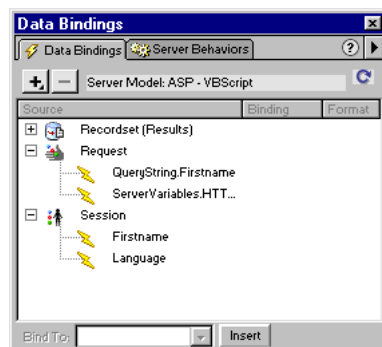 Data Bindings
Data Bindings Server Behaviors ?
Server Model: ASP - VBScript
Source Binding Format
Recordset (Results)
Request
QueryString.Firstname
ServerVariables.HTT...
Session
Firstname
Language
Bind To: Insert